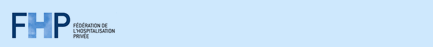 FHP
FÉDÉRATION DE
L'HOSPITALISATION
PRIVÉE